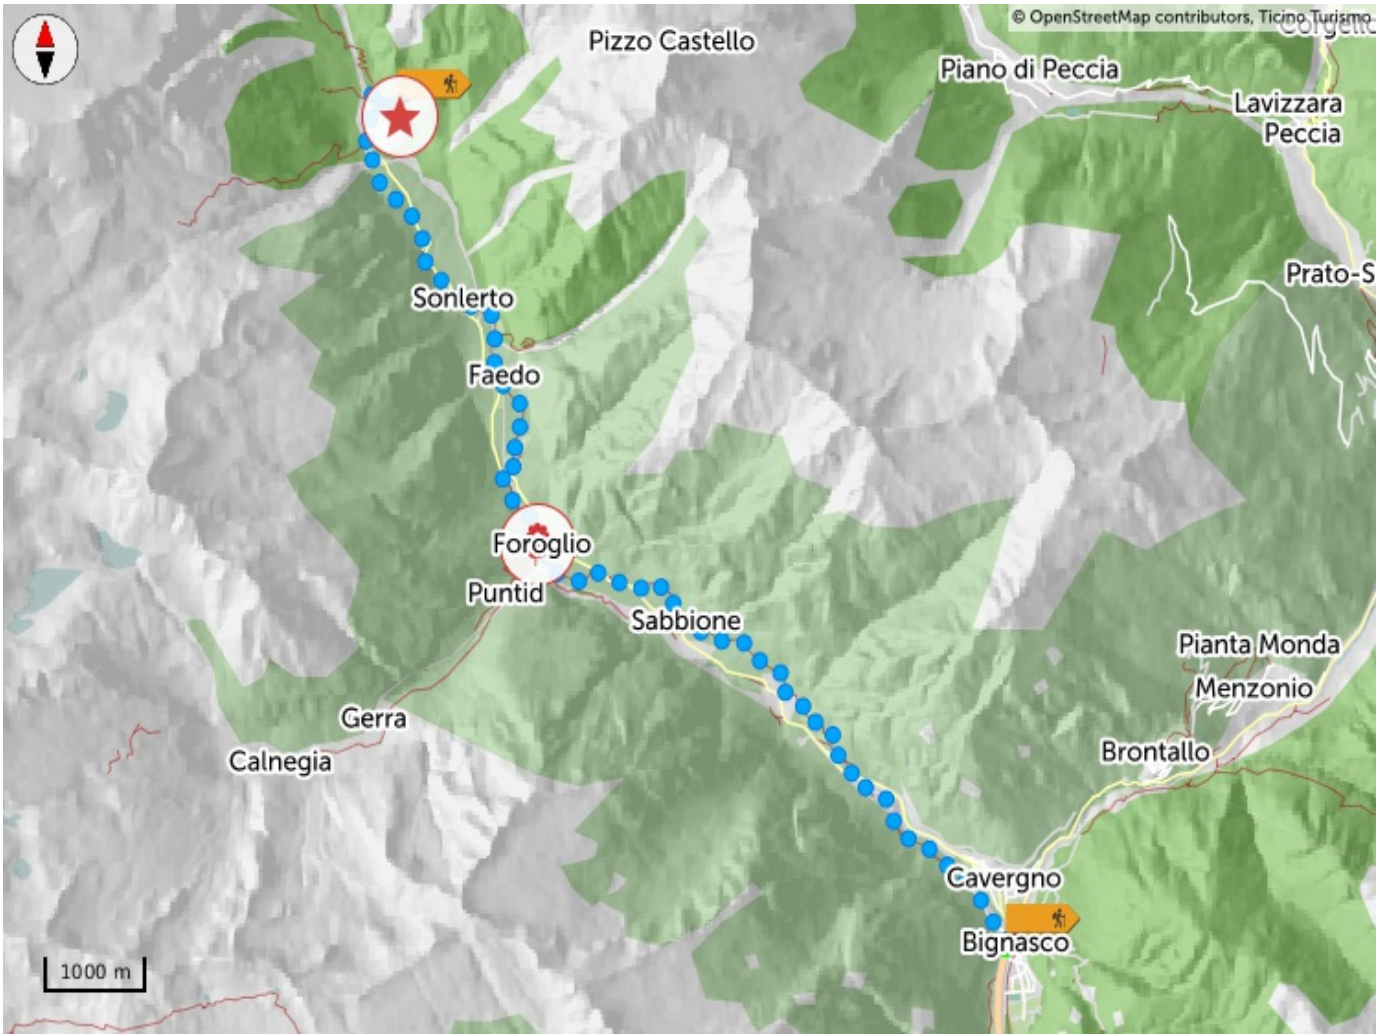 © OpenStreetMap contributors, Ticino Turismo
Pizzo Castello
Piano di Peccia
Lavizzara
Peccia
Prato-S
Sonlerto
Faedo
Foroglio
Puntid
Sabbione
Pianta Monda
Menzonio
Gerra
Brontallo
Calnegia
Cavergno
Bignasco
1000 m